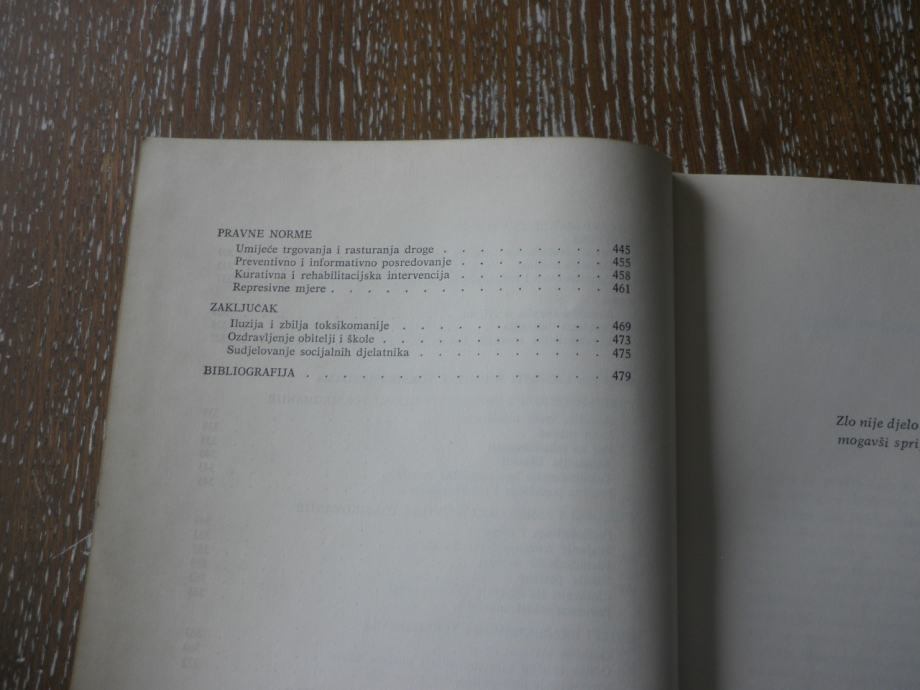 PRAVNE NORME
Umijeće trgovanja i rasturanja droge . . . . . . . . . 445
Preventivno i informativno posredovanje . . . . . . . . 455
Kurativna i rehabilitacijska intervencija . . . . . . . . 458
Represivne mjere . . . . . . . . . . . . . . . 461
ZAKLJUČAK
Iluzija i zbilja toksikomanije . . . . . . . . . . . 469
Ozdravljenje obitelji i škole . . . . . . . . . . . . 473
Sudjelovanje socijalnih djelatnika . . . . . . . . . . 475
BIBLIOGRAFIJA . . . . . . . . . . . . . . . 479
Zlo nije djelo
mogavši sprij